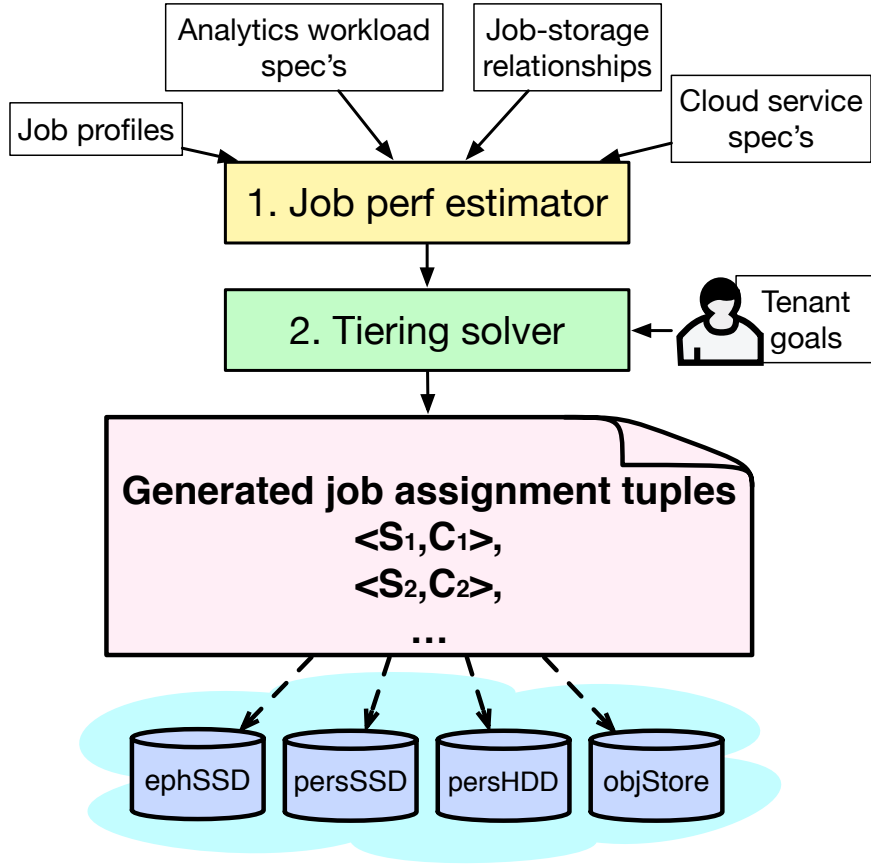 Analytics workload
spec's
Job-storage
relationships
Cloud service
spec's
Job profiles
1. Job perf estimator
2. Tiering solver
Tenant
goals
Generated job assignment tuples
<S₁,C₁>,
<S₂,C₂>,
...
ephSSD
persSSD
persHDD
objStore